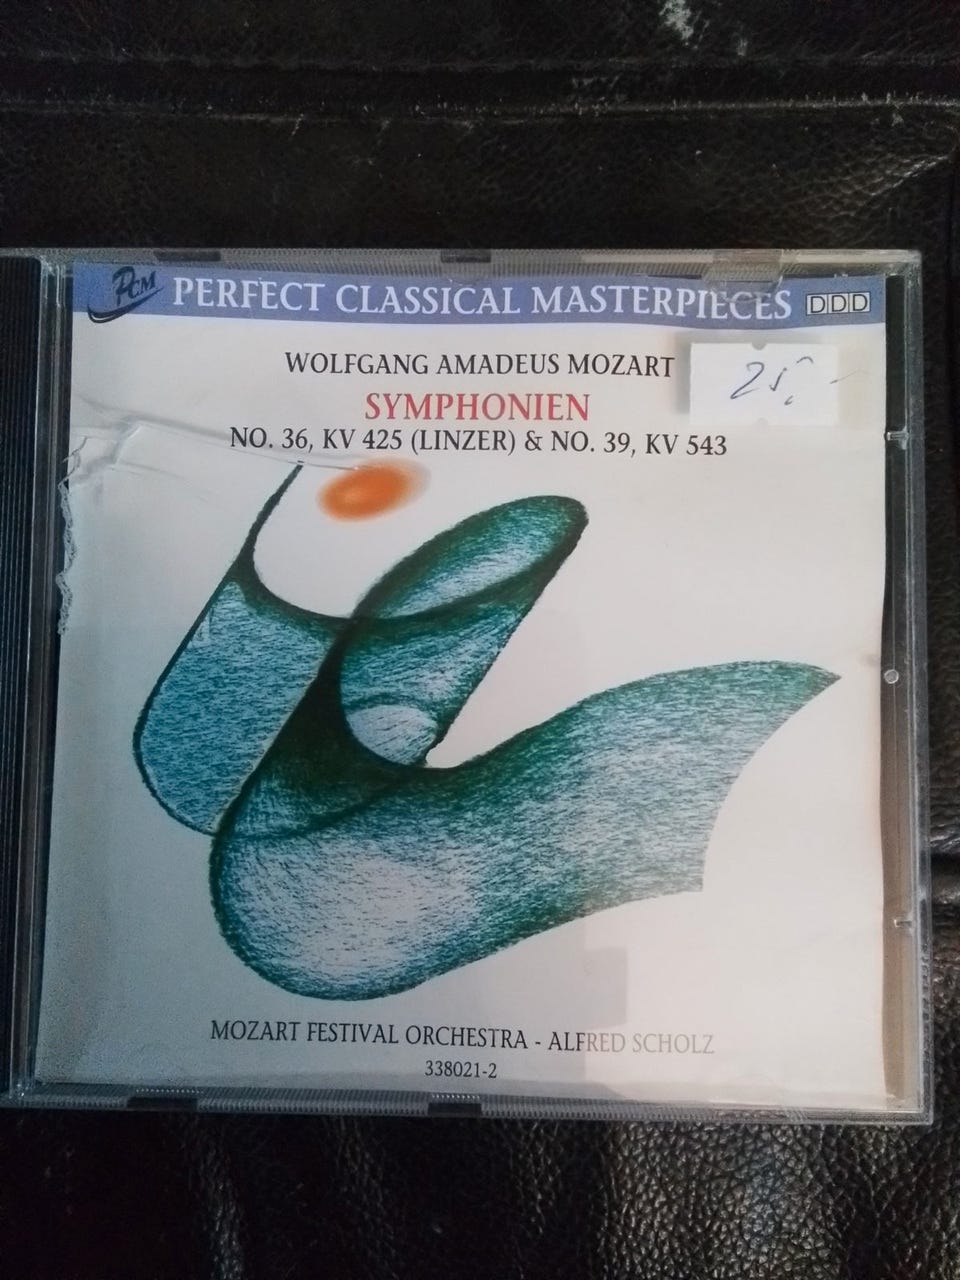 PCM PERFECT CLASSICAL MASTERPIECES DDD
WOLFGANG AMADEUS MOZART
25,-
SYMPHONIEN
NO. 36, KV 425 (LINZER) & NO. 39, KV 543
MOZART FESTIVAL ORCHESTRA - ALFRED SCHOLZ
338021-2